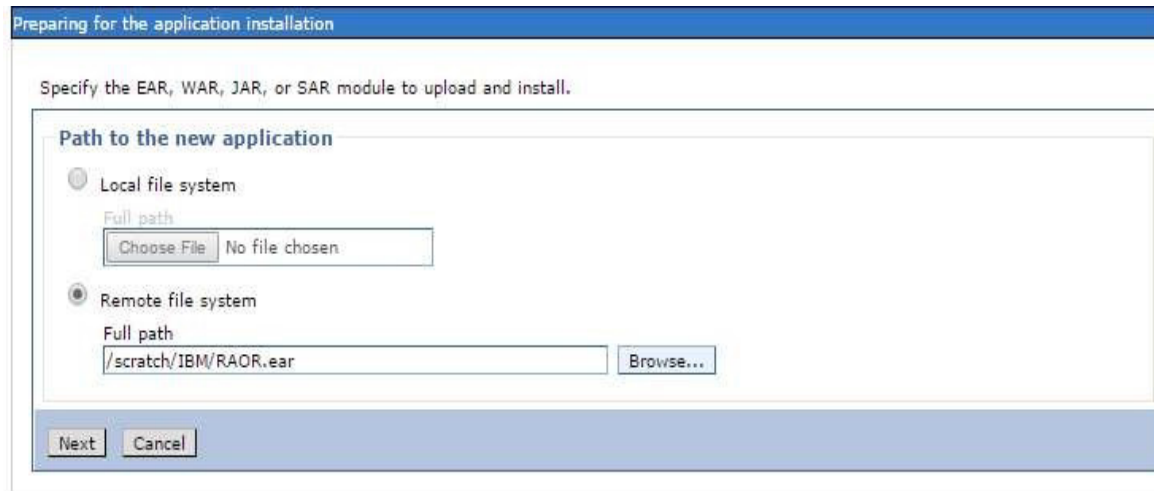 Preparing for the application installation
Specify the EAR, WAR, JAR, or SAR module to upload and install.
Path to the new application
Local file system
Full path
Choose File No file chosen
Remote file system
Full path
/scratch/IBM/RAOR.ear Browse...
Next Cancel